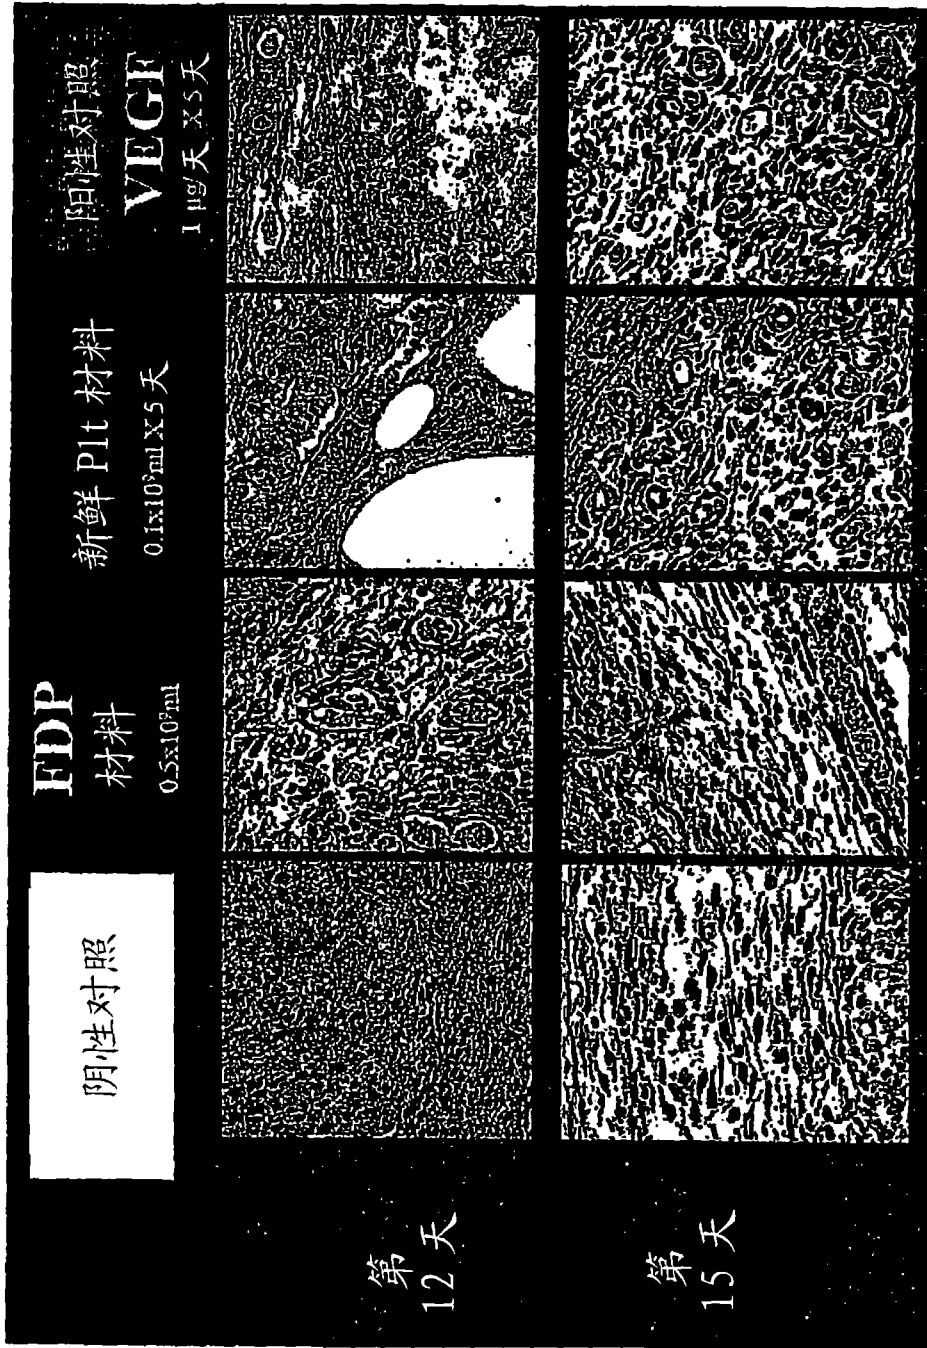 阴性对照
FDP
材料
0.5x10⁹ml
新鲜 Plt 材料
0.1x10⁹ml X 5 天
阳性对照
VEGF
1 μg/天 X 5 天
第
12 天
第
15 天